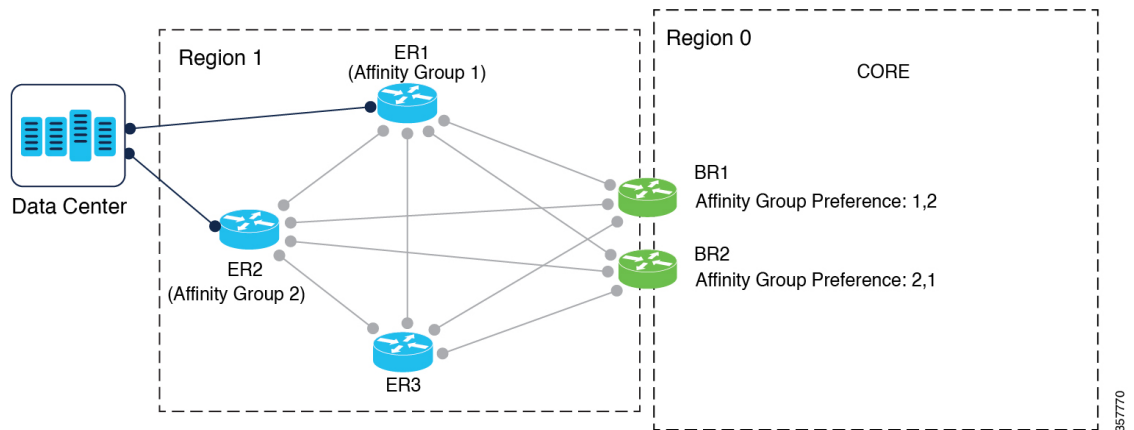 Region 1
ER1
(Affinity Group 1)
Region 0
CORE
Data Center
BR1
Affinity Group Preference: 1,2
ER2
(Affinity Group 2)
BR2
Affinity Group Preference: 2,1
ER3
357770